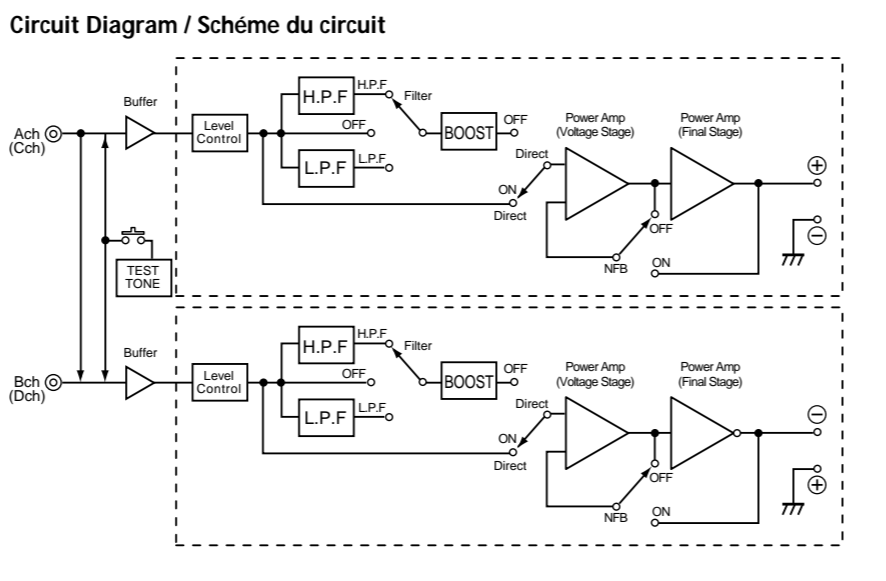 Circuit Diagram / Schéme du circuit
Buffer
Ach
(Cch)
Level
Control
H.P.F
H.P.F
Filter
OFF
L.P.F
L.P.F
BOOST
OFF
Direct
ON
Direct
Power Amp
(Voltage Stage)
Power Amp
(Final Stage)
OFF
NFB
ON
+
−
TEST
TONE
Buffer
Bch
(Dch)
Level
Control
H.P.F
H.P.F
Filter
OFF
L.P.F
L.P.F
BOOST
OFF
Direct
ON
Direct
Power Amp
(Voltage Stage)
Power Amp
(Final Stage)
OFF
NFB
ON
−
+